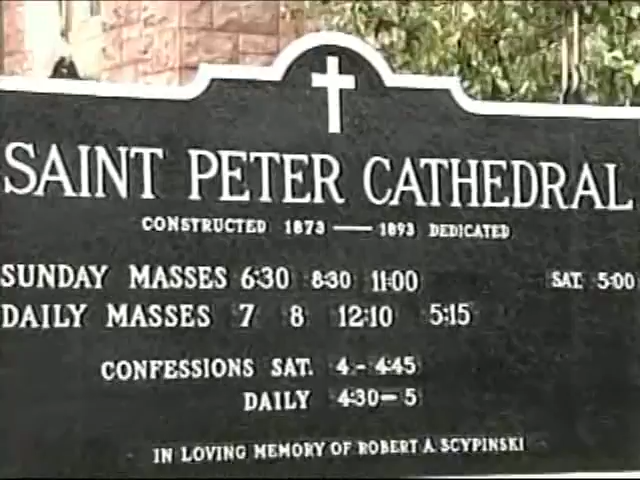 SAINT PETER CATHEDRAL
CONSTRUCTED 1873 — 1893 DEDICATED
SUNDAY MASSES 6:30 8:30 11:00 SAT. 5:00
DAILY MASSES 7 8 12:10 5:15
CONFESSIONS SAT. 4 - 4:45
DAILY 4:30 - 5
IN LOVING MEMORY OF ROBERT A. SCYPINSKI